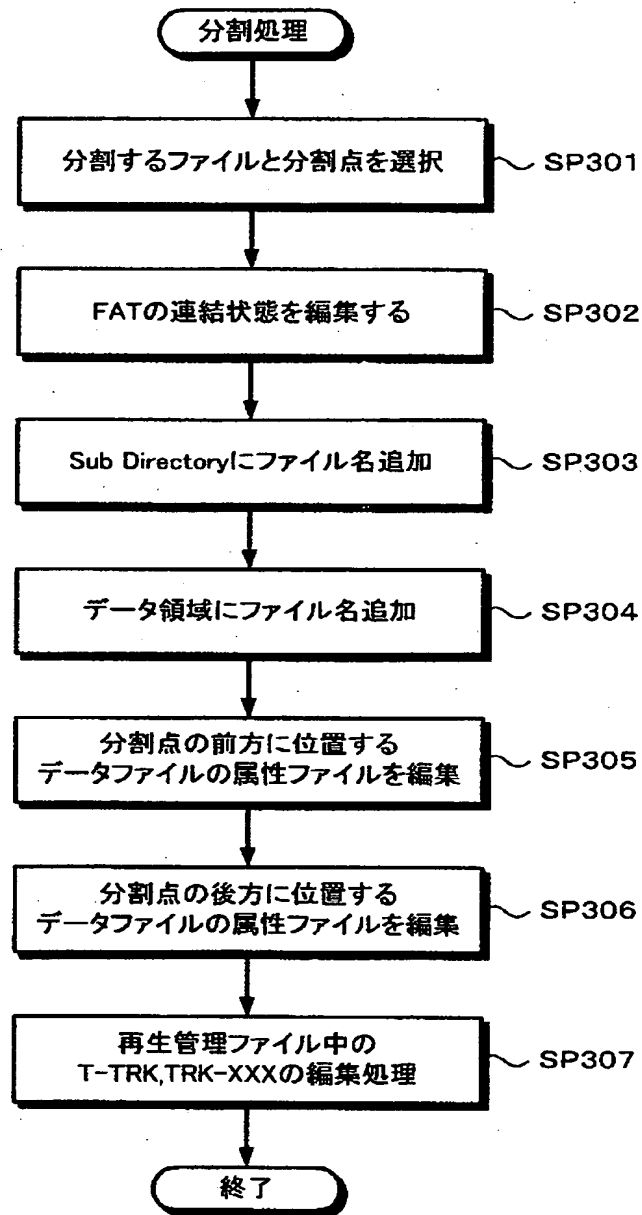 分割処理
分割するファイルと分割点を選択
SP301
FATの連結状態を編集する
SP302
Sub Directoryにファイル名追加
SP303
データ領域にファイル名追加
SP304
分割点の前方に位置する
データファイルの属性ファイルを編集
SP305
分割点の後方に位置する
データファイルの属性ファイルを編集
SP306
再生管理ファイル中の
T-TRK,TRK-XXXの編集処理
SP307
終了